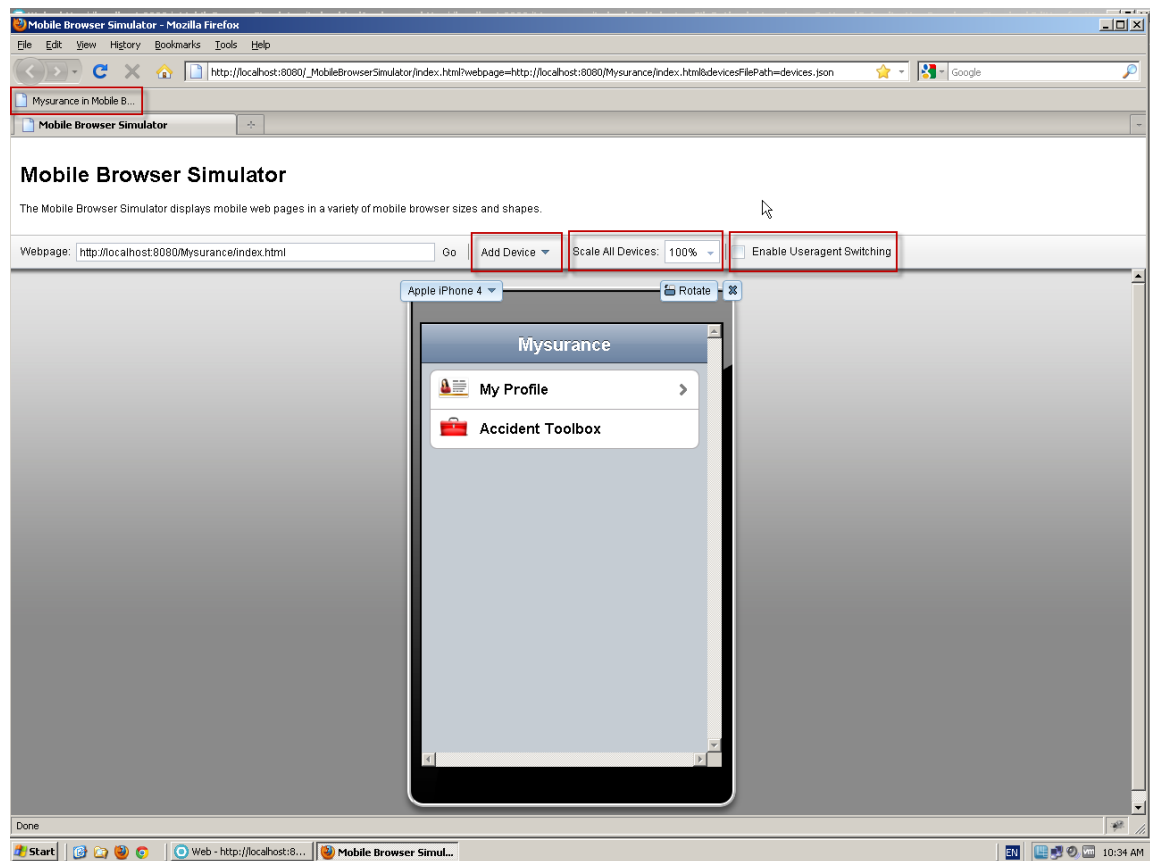 Mobile Browser Simulator - Mozilla Firefox
File Edit View History Bookmarks Tools Help
http://localhost:8080/_MobileBrowserSimulator/index.html?webpage=http://localhost:8080/Mysurance/index.html&devicesFilePath=devices.json
Google
Mysurance in Mobile B...
Mobile Browser Simulator
Mobile Browser Simulator
The Mobile Browser Simulator displays mobile web pages in a variety of mobile browser sizes and shapes.
Webpage: http://localhost:8080/Mysurance/index.html Go Add Device Scale All Devices: 100% Enable Useragent Switching
Apple iPhone 4 Rotate
Mysurance
My Profile
Accident Toolbox
Done
Start Web - http://localhost:8... Mobile Browser Simul... EN 10:34 AM